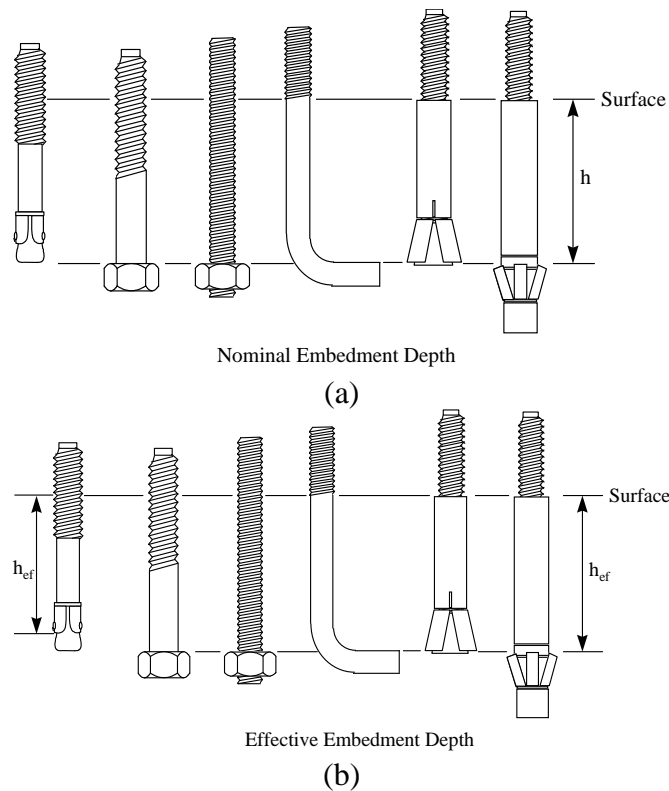 Surface
h
Nominal Embedment Depth
(a)
Surface
h_ef
h_ef
Effective Embedment Depth
(b)